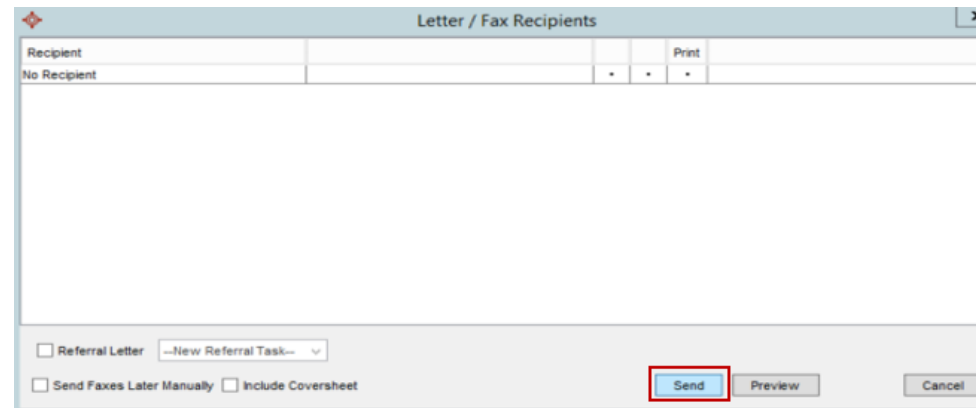 Letter / Fax Recipients
Recipient Print
No Recipient
Referral Letter --New Referral Task--
Send Faxes Later Manually Include Coversheet Send Preview Cancel